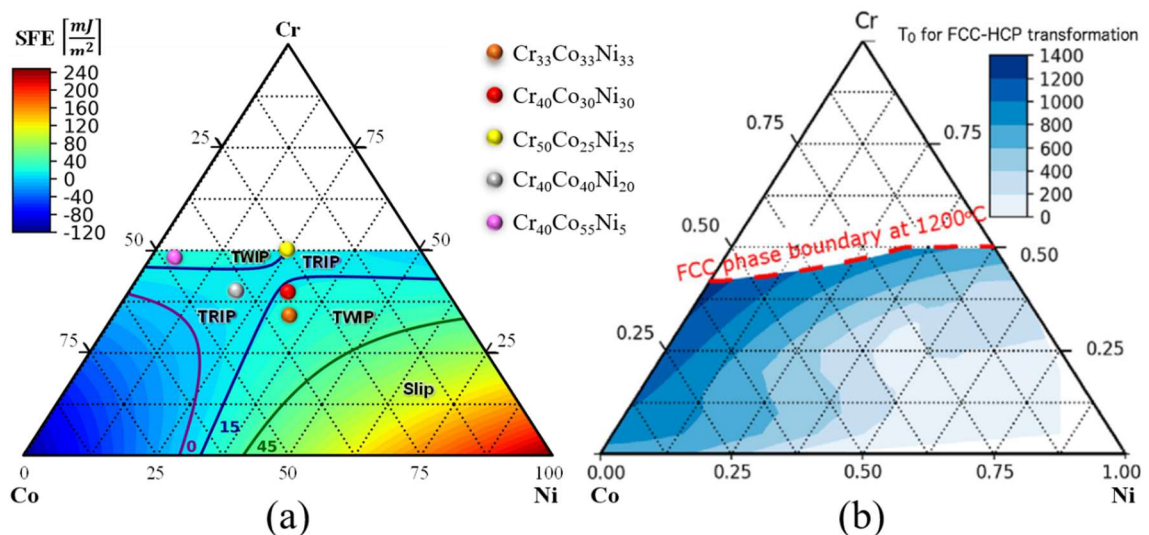 SFE [mJ/m²]
240
200
160
120
80
40
0
-40
-80
-120
Cr
25
75
50
50
75
25
TWIP
TRIP
TRIP
TWIP
Slip
0
15
45
0
25
50
75
100
Co
Ni
(a)
Cr₃₃Co₃₃Ni₃₃
Cr₄₀Co₃₀Ni₃₀
Cr₅₀Co₂₅Ni₂₅
Cr₄₀Co₄₀Ni₂₀
Cr₄₀Co₅₅Ni₅
Cr
T₀ for FCC-HCP transformation
1400
1200
1000
800
600
400
200
0
0.75
0.75
0.50
0.50
FCC phase boundary at 1200°C
0.25
0.25
0.00
0.25
0.50
0.75
1.00
Co
Ni
(b)